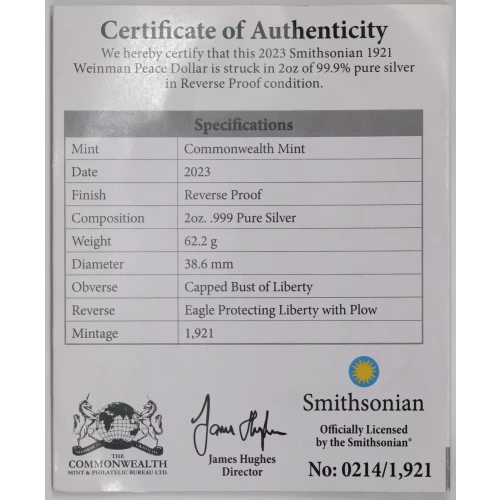 Certificate of Authenticity
We hereby certify that this 2023 Smithsonian 1921
Weinman Peace Dollar is struck in 2oz of 99.9% pure silver
in Reverse Proof condition.
Specifications
Mint Commonwealth Mint
Date 2023
Finish Reverse Proof
Composition 2oz. .999 Pure Silver
Weight 62.2 g
Diameter 38.6 mm
Obverse Capped Bust of Liberty
Reverse Eagle Protecting Liberty with Plow
Mintage 1,921
THE
COMMONWEALTH
MINT & PHILATELIC BUREAU LTD.
James Hughes
James Hughes
Director
Smithsonian
Officially Licensed
by the Smithsonian®
No: 0214/1,921